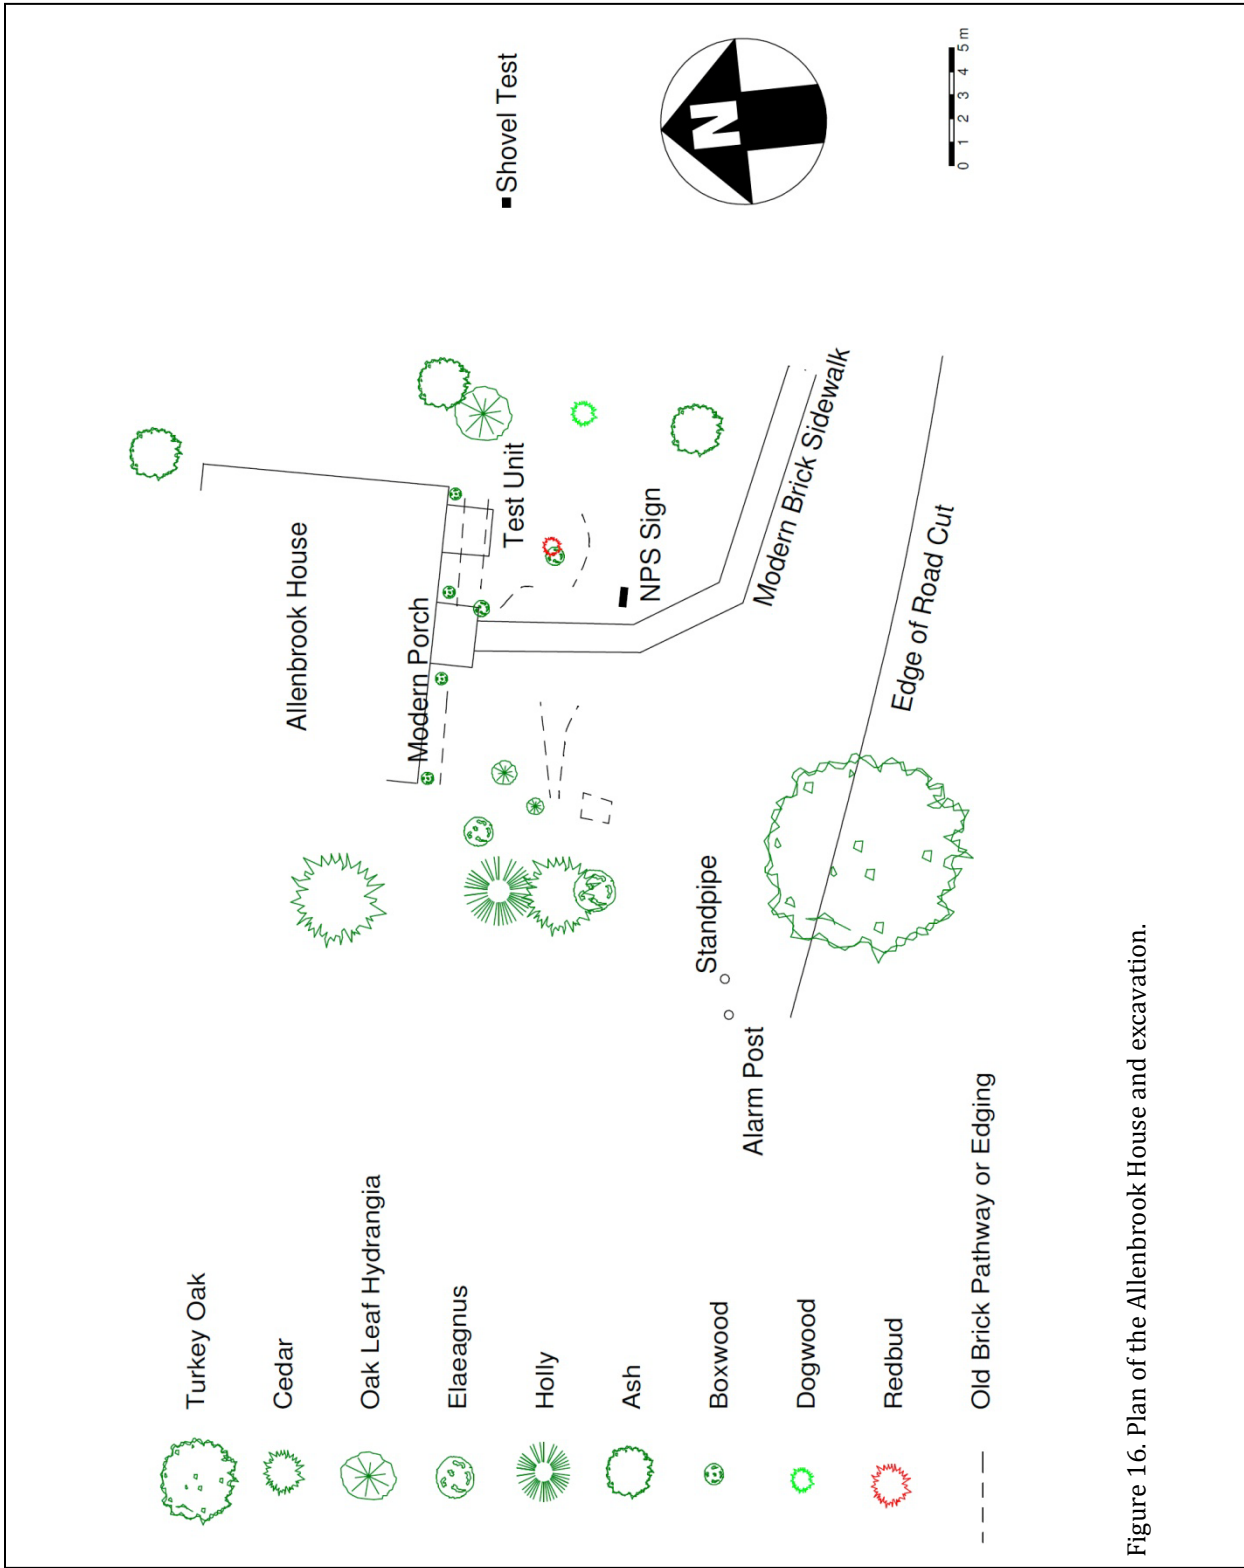 Turkey Oak
Cedar
Oak Leaf Hydrangia
Elaeagnus
Holly
Ash
Boxwood
Dogwood
Redbud
Old Brick Pathway or Edging
Allenbrook House
Modern Porch
Test Unit
NPS Sign
Modern Brick Sidewalk
Edge of Road Cut
Standpipe
Alarm Post
Shovel Test
N
0 1 2 3 4 5 m
Figure 16. Plan of the Allenbrook House and excavation.